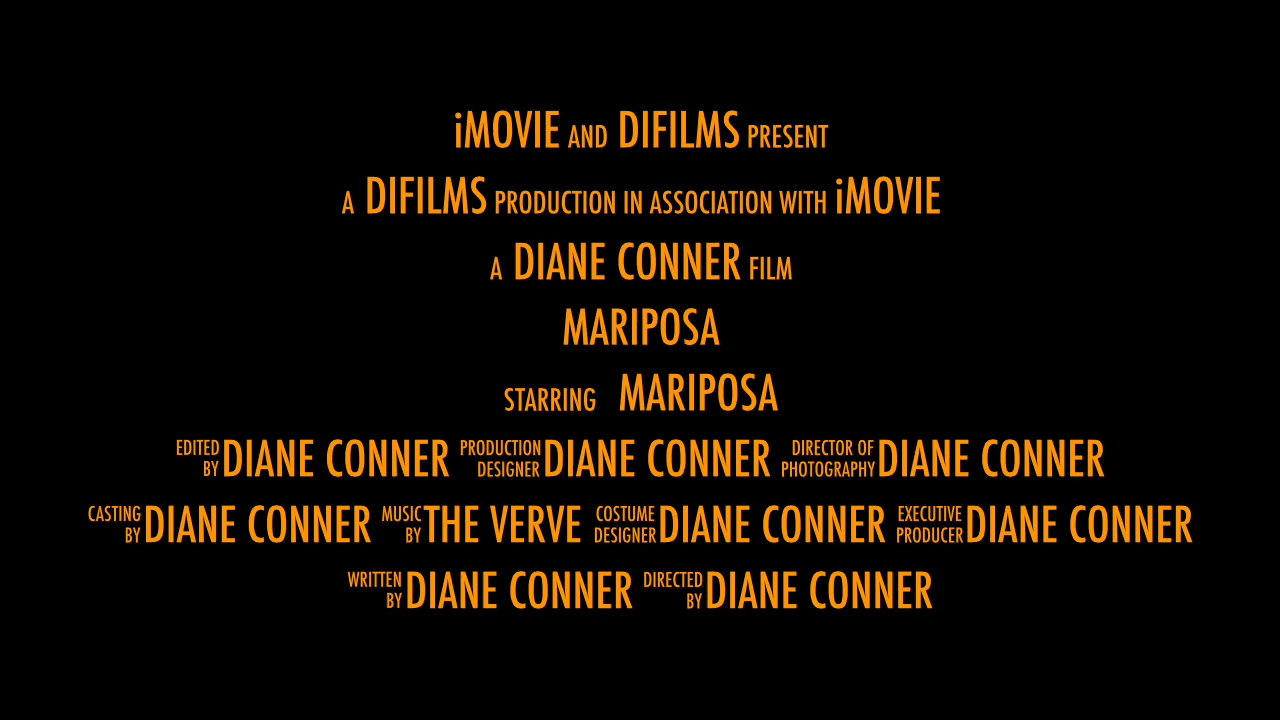 iMOVIE AND DIFILMS PRESENT
A DIFILMS PRODUCTION IN ASSOCIATION WITH iMOVIE
A DIANE CONNER FILM
MARIPOSA
STARRING MARIPOSA
EDITED BY DIANE CONNER PRODUCTION DESIGNER DIANE CONNER DIRECTOR OF PHOTOGRAPHY DIANE CONNER
CASTING BY DIANE CONNER MUSIC BY THE VERVE COSTUME DESIGNER DIANE CONNER EXECUTIVE PRODUCER DIANE CONNER
WRITTEN BY DIANE CONNER DIRECTED BY DIANE CONNER